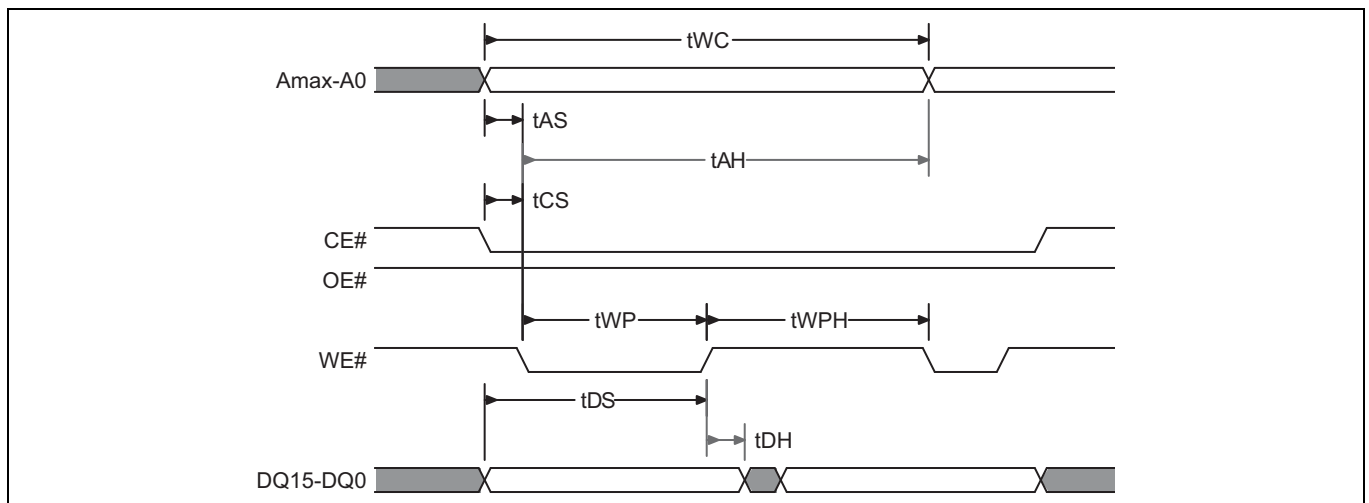 tWC
Amax-A0
tAS
tAH
tCS
CE#
OE#
tWP tWPH
WE#
tDS
tDH
DQ15-DQ0